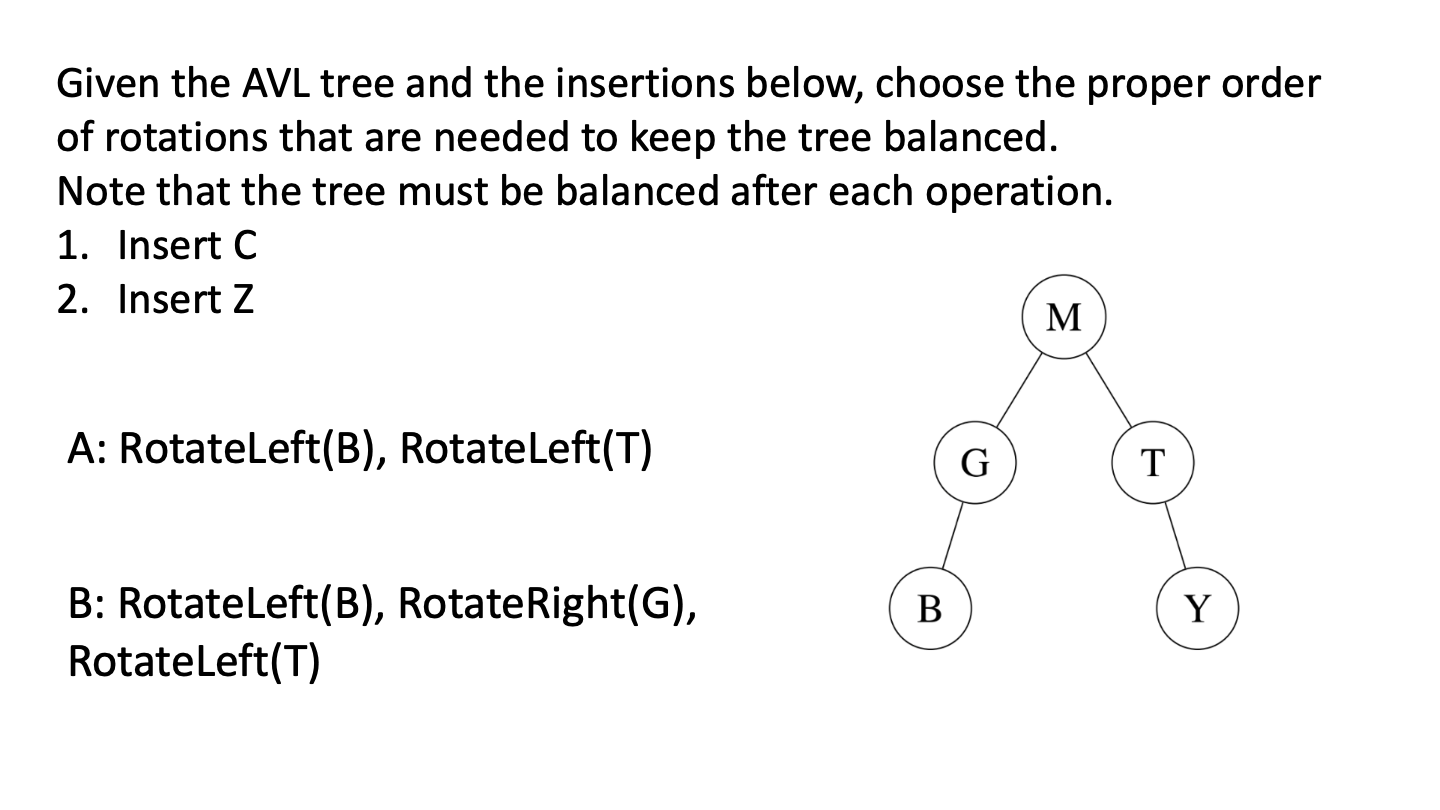 Given the AVL tree and the insertions below, choose the proper order
of rotations that are needed to keep the tree balanced.
Note that the tree must be balanced after each operation.
1. Insert C
2. Insert Z
A: RotateLeft(B), RotateLeft(T)
B: RotateLeft(B), RotateRight(G),
RotateLeft(T)
M
G T
B Y